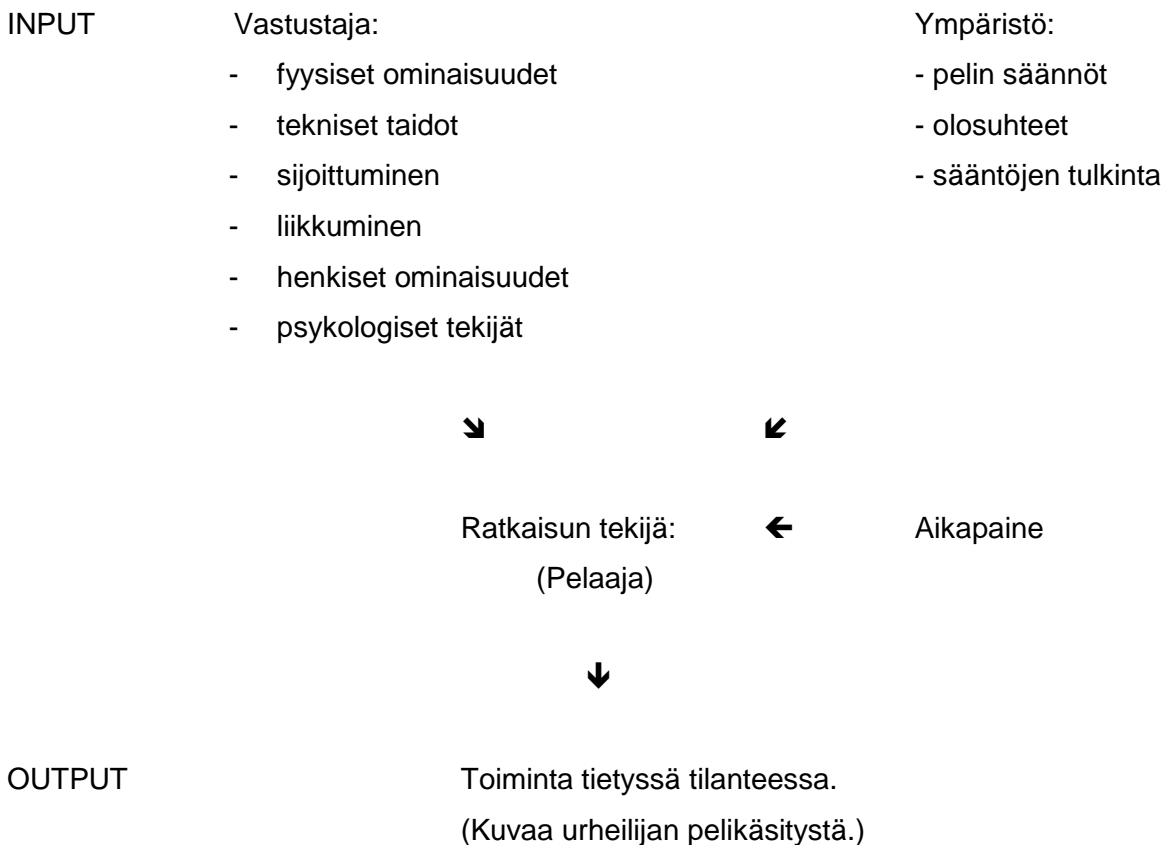 INPUT Vastustaja: Ympäristö:
- fyysiset ominaisuudet - pelin säännöt
- tekniset taidot - olosuhteet
- sijoittuminen - sääntöjen tulkinta
- liikkuminen
- henkiset ominaisuudet
- psykologiset tekijät
🡾 🡿
Ratkaisun tekijä: 🡸 Aikapaine
(Pelaaja)
🡻
OUTPUT Toiminta tietyssä tilanteessa.
(Kuvaa urheilijan pelikäsitystä.)